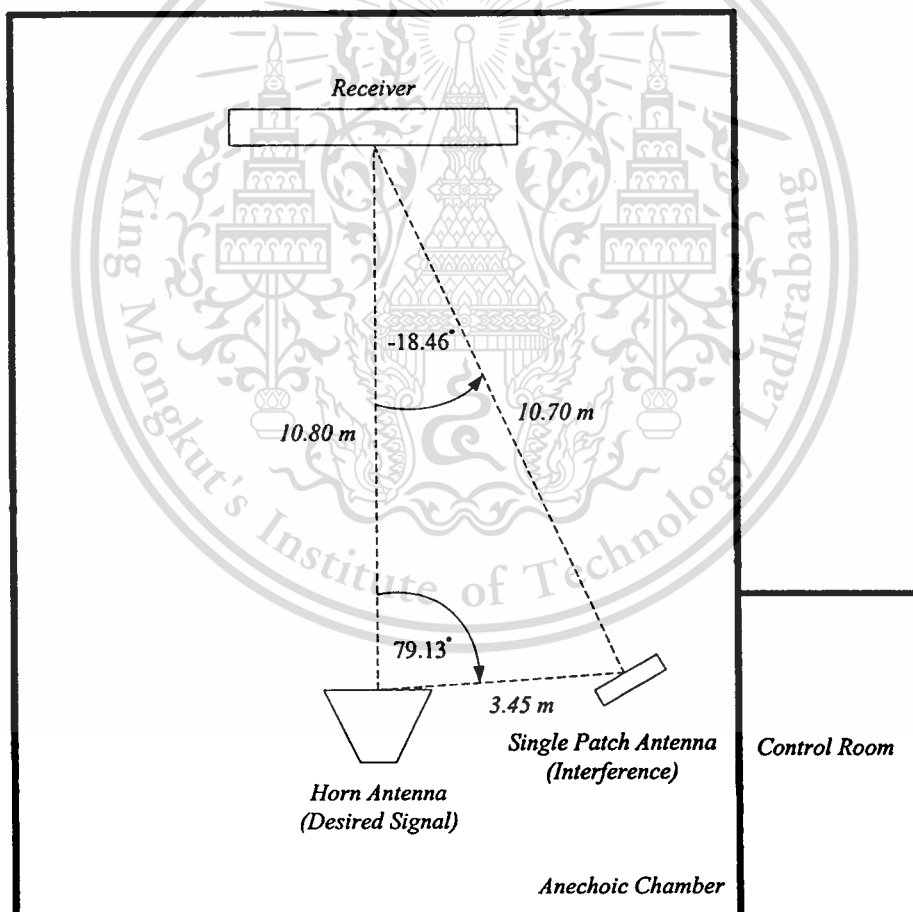 Receiver
-18.46°
10.80 m
10.70 m
79.13°
3.45 m
Single Patch Antenna
(Interference)
Control Room
Horn Antenna
(Desired Signal)
Anechoic Chamber
King Mongkut's Institute of Technology Ladkrabang